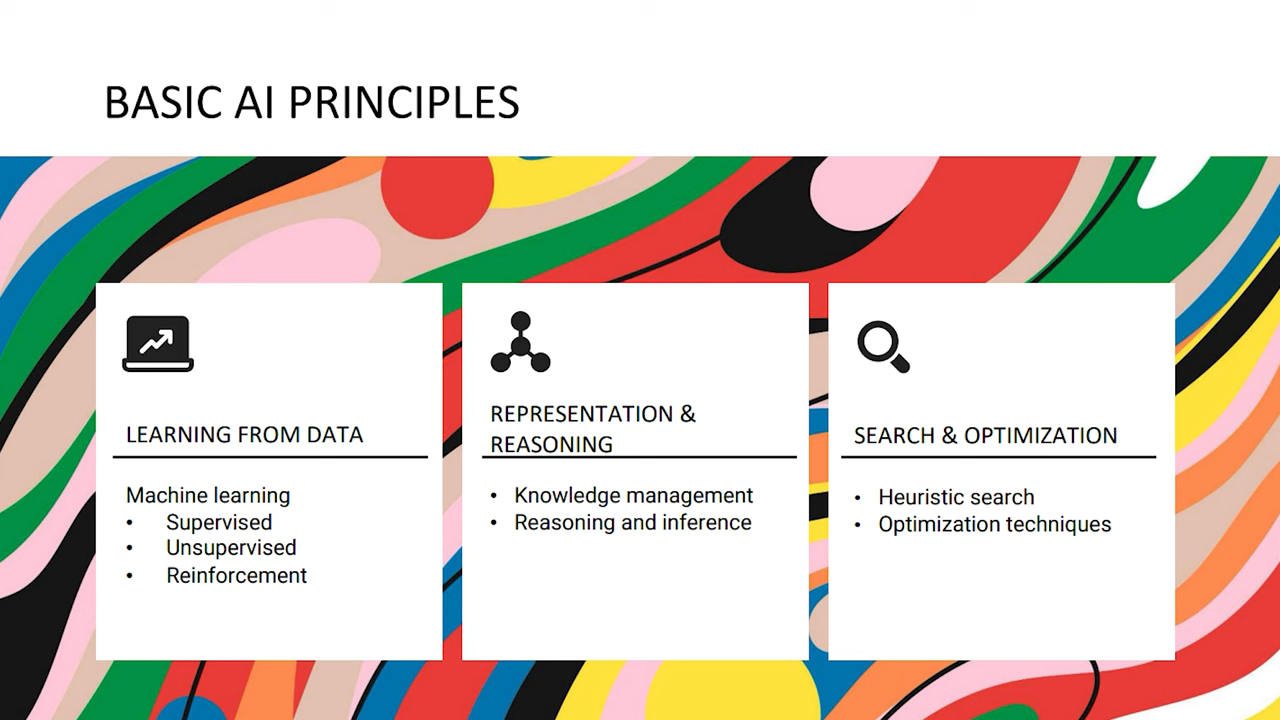 BASIC AI PRINCIPLES
LEARNING FROM DATA
Machine learning
• Supervised
• Unsupervised
• Reinforcement
REPRESENTATION &
REASONING
• Knowledge management
• Reasoning and inference
SEARCH & OPTIMIZATION
• Heuristic search
• Optimization techniques